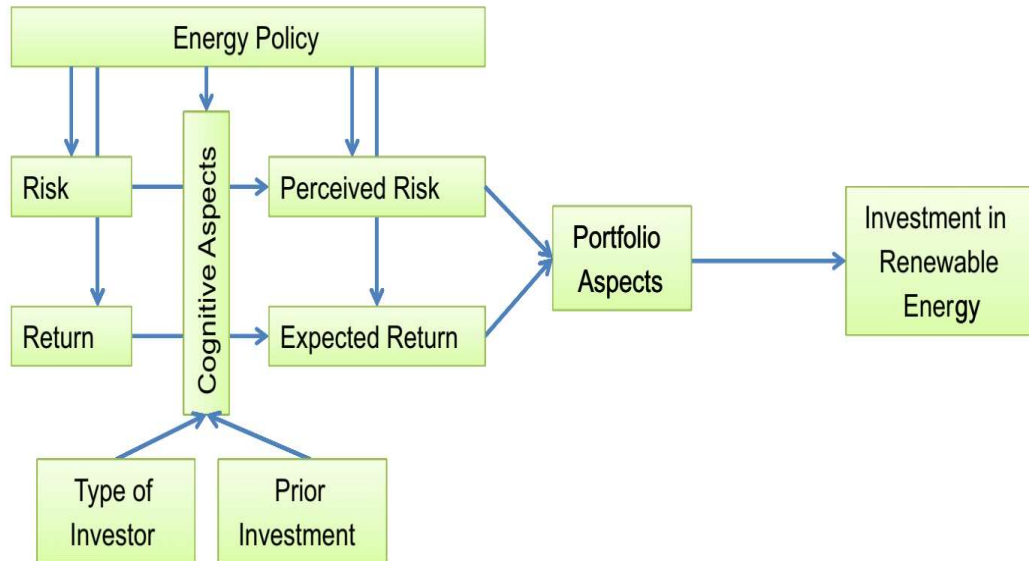 Energy Policy
Risk
Cognitive Aspects
Perceived Risk
Portfolio
Aspects
Investment in
Renewable
Energy
Return
Expected Return
Type of
Investor
Prior
Investment